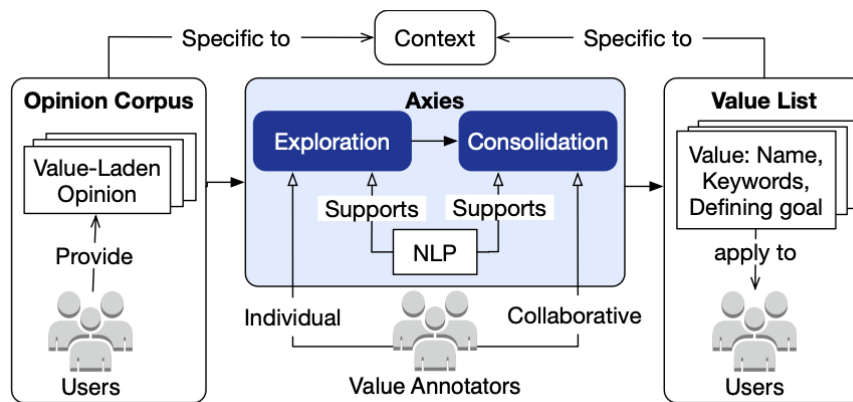 Specific to
Context
Specific to
Opinion Corpus
Value-Laden
Opinion
Provide
Users
Axies
Exploration
Consolidation
Supports
Supports
NLP
Individual
Collaborative
Value Annotators
Value List
Value: Name,
Keywords,
Defining goal
apply to
Users